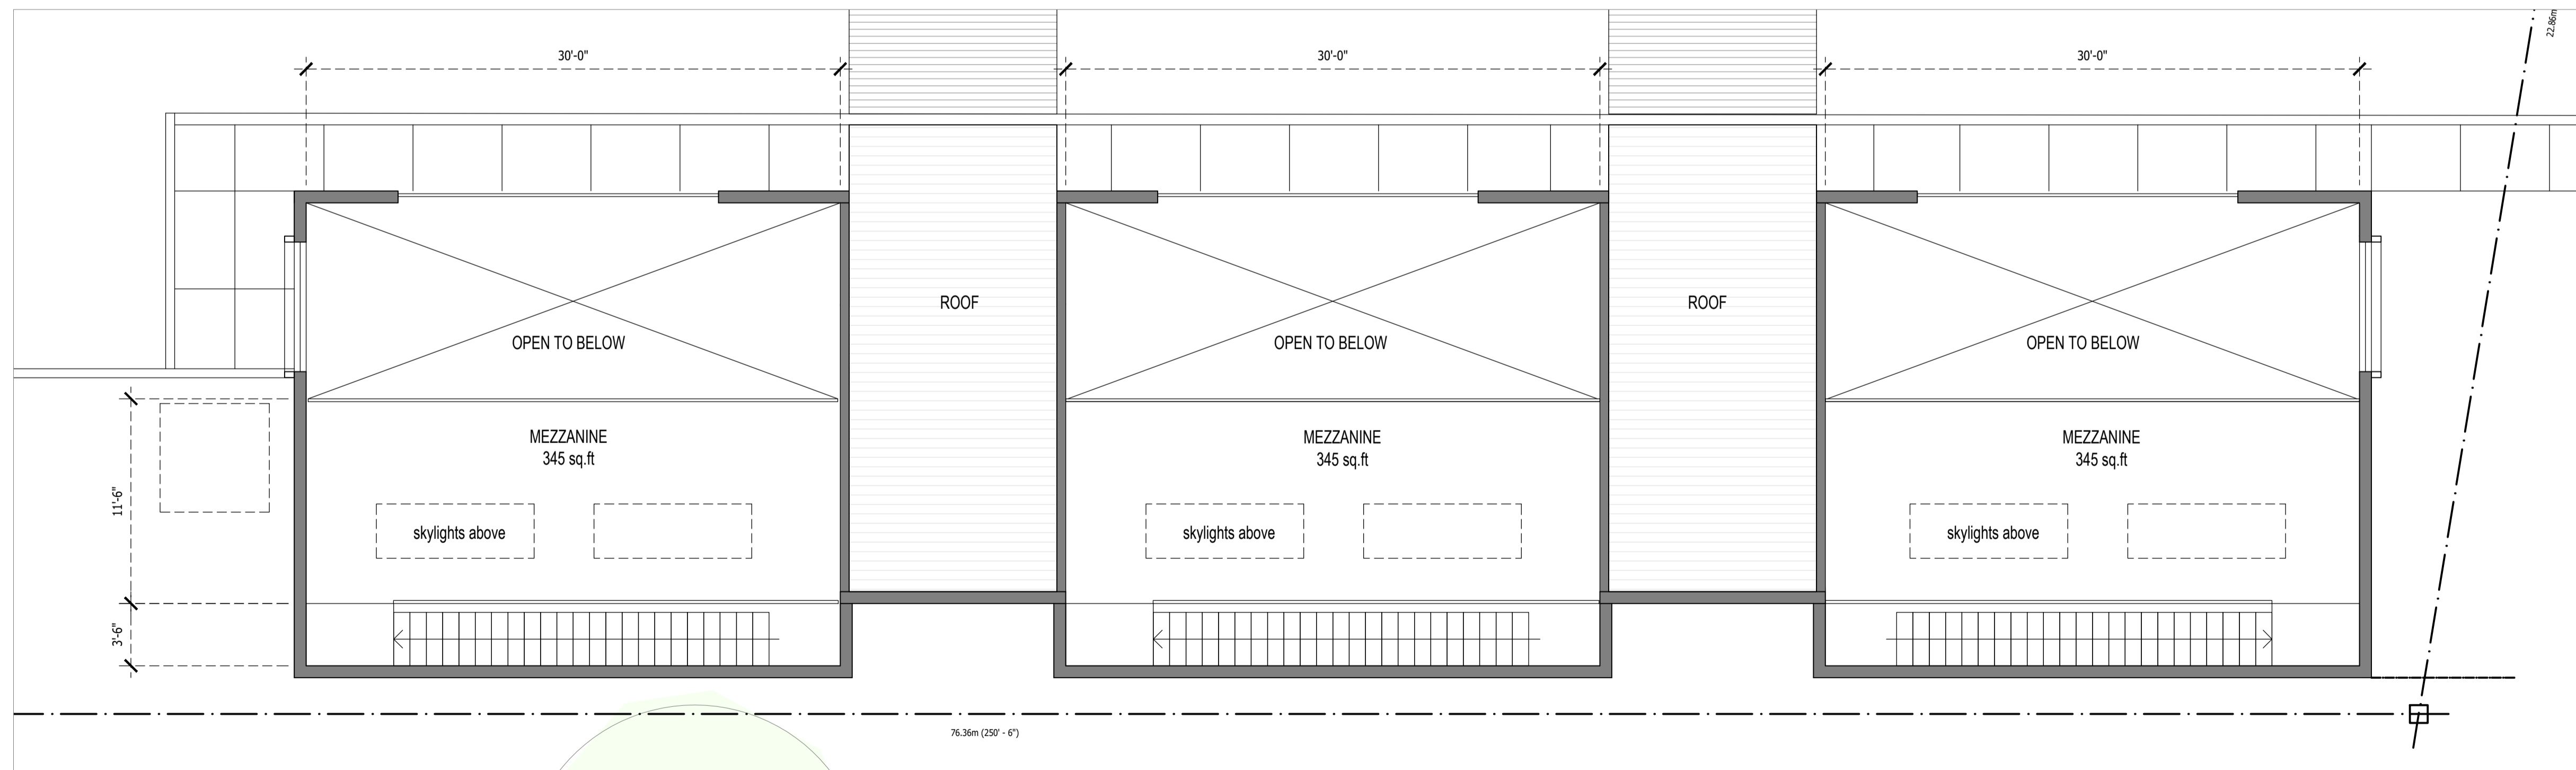 22.86m
30'-0"
30'-0"
30'-0"
ROOF
ROOF
OPEN TO BELOW
OPEN TO BELOW
OPEN TO BELOW
MEZZANINE
345 sq.ft
MEZZANINE
345 sq.ft
MEZZANINE
345 sq.ft
11'-6"
skylights above
skylights above
skylights above
3'-6"
76.36m (250' - 6")